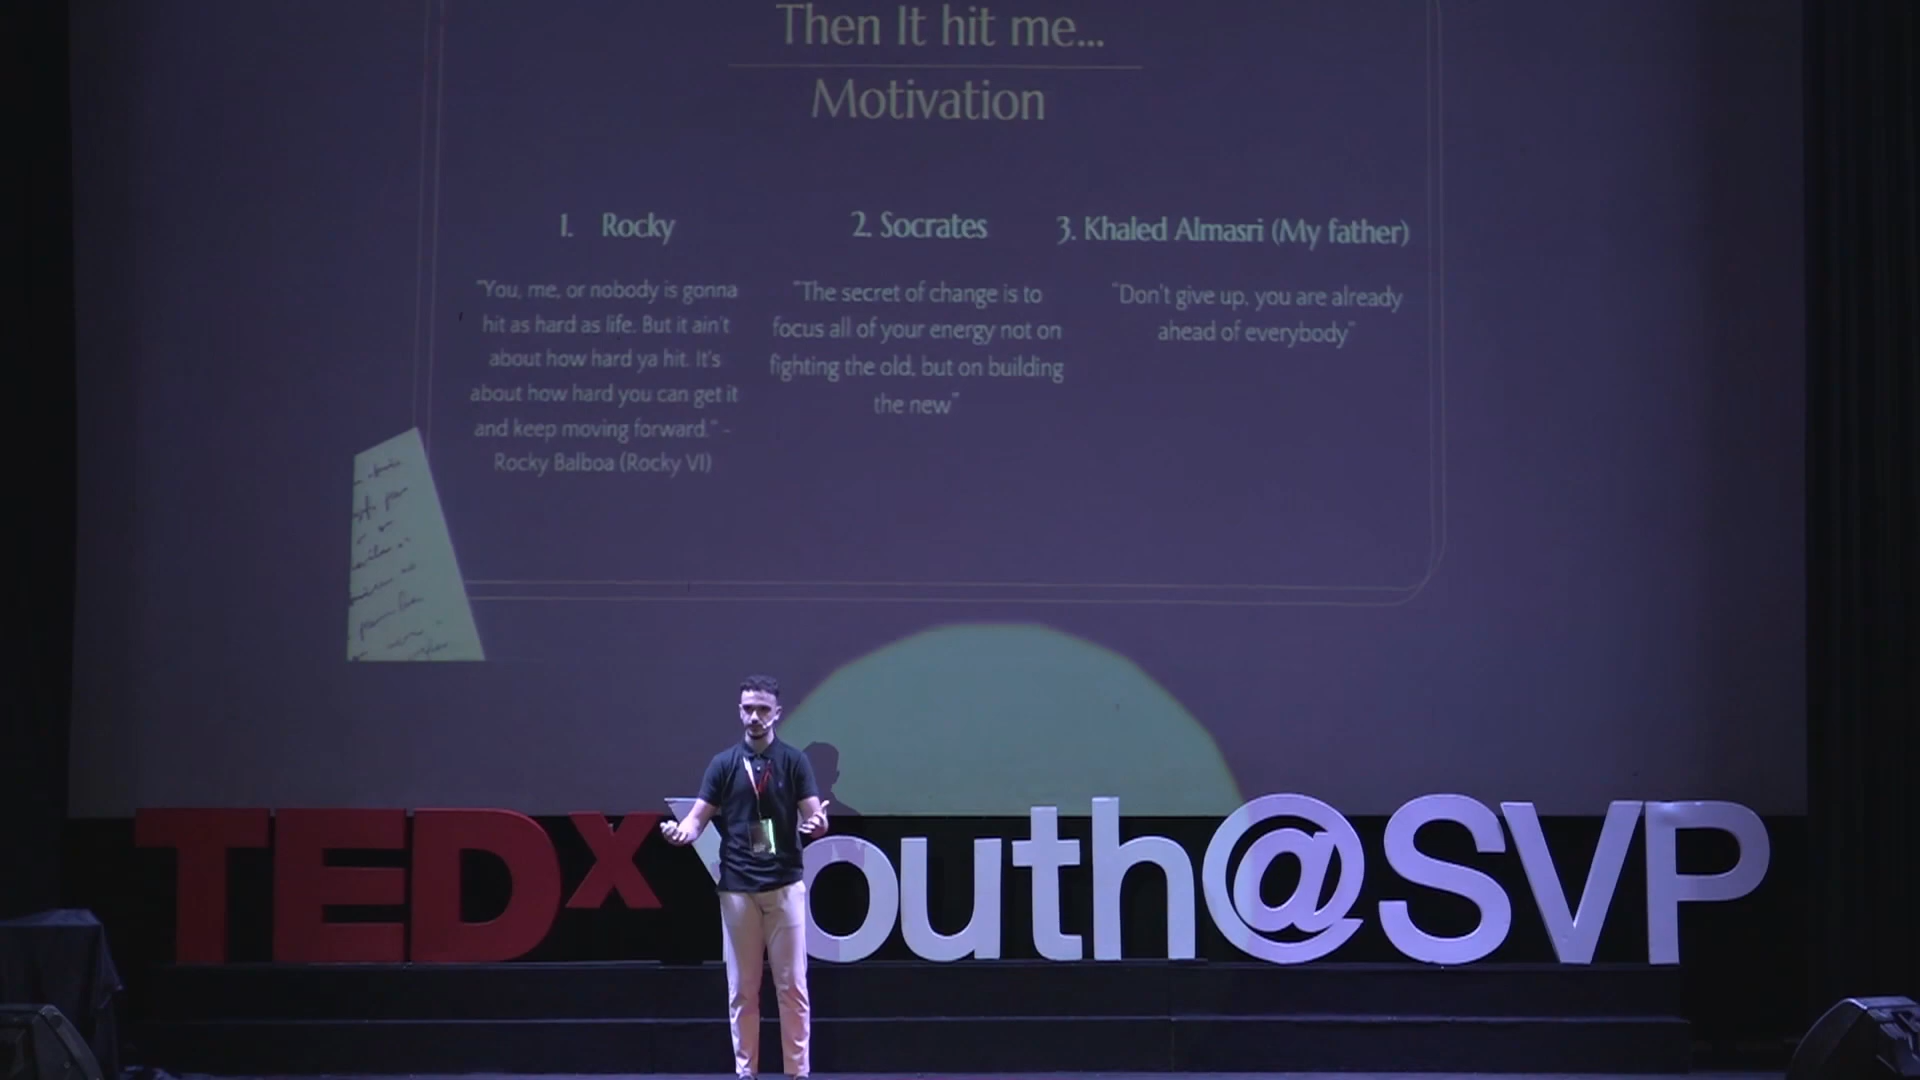 Then It hit me...
Motivation
1. Rocky
"You, me, or nobody is gonna
hit as hard as life. But it ain't
about how hard ya hit. It's
about how hard you can get it
and keep moving forward." -
Rocky Balboa (Rocky VI)
2. Socrates
"The secret of change is to
focus all of your energy not on
fighting the old, but on building
the new"
3. Khaled Almasri (My father)
"Don't give up, you are already
ahead of everybody"
TEDxYouth@SVP